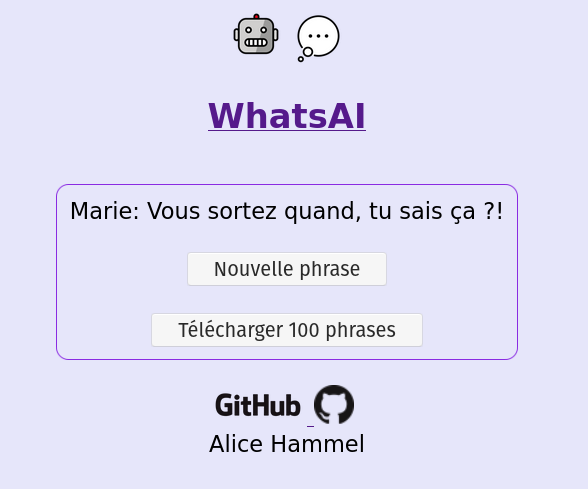 WhatsAI
Marie: Vous sortez quand, tu sais ça ?!
Nouvelle phrase
Télécharger 100 phrases
GitHub
Alice Hammel